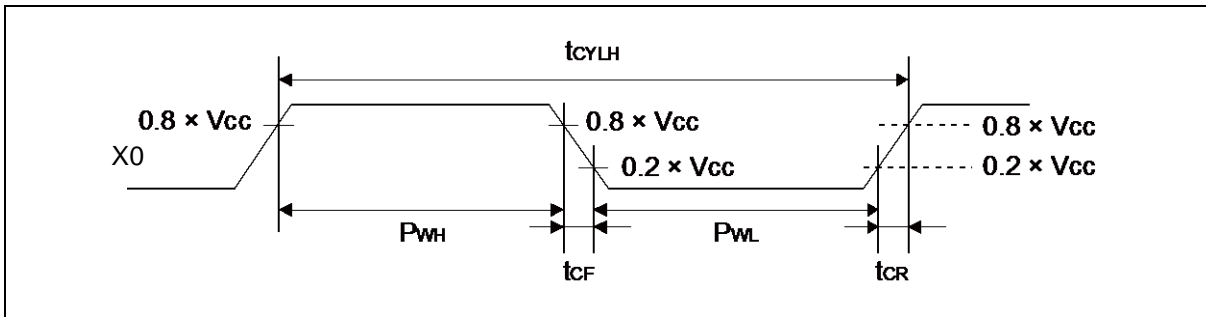 tCYLH
0.8 × Vcc
0.8 × Vcc
0.8 × Vcc
X0
0.2 × Vcc
0.2 × Vcc
PWH
PWL
tCF
tCR